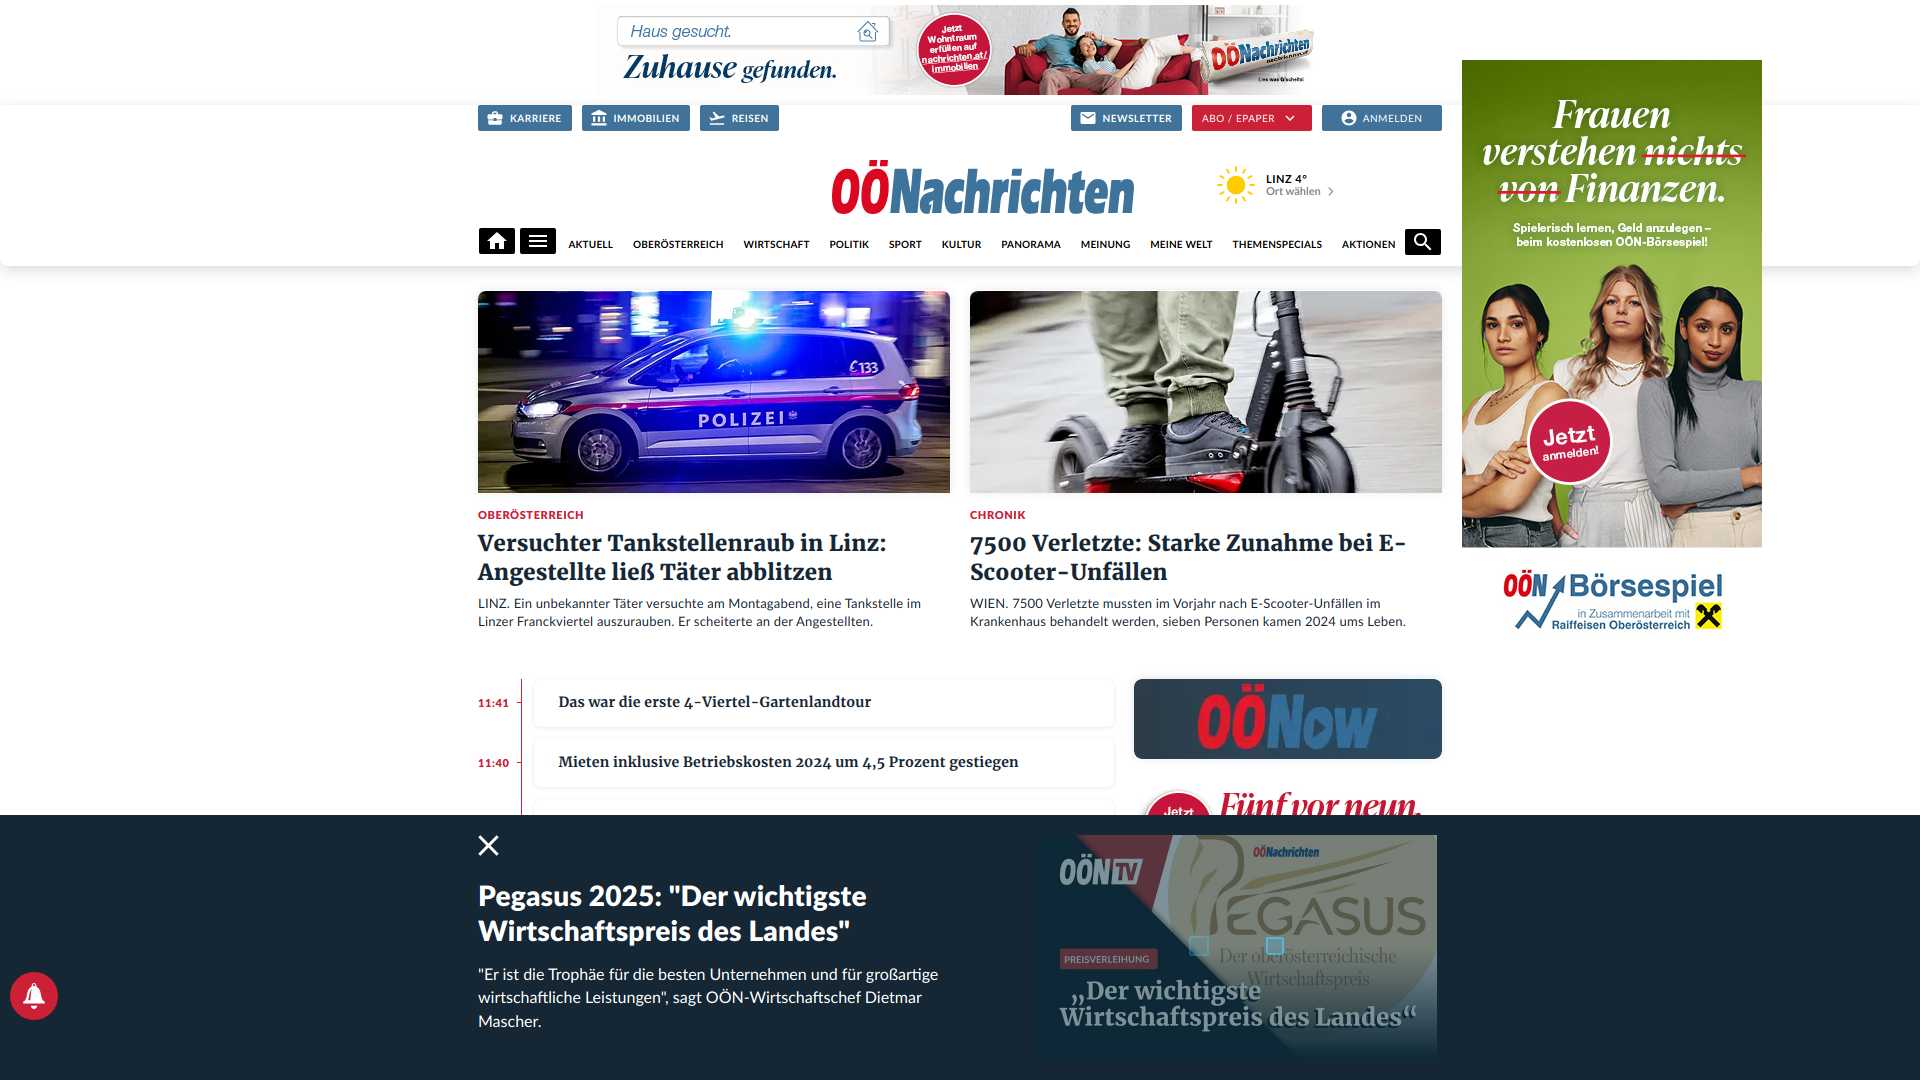 Haus gesucht.
Zuhause gefunden.
Jetzt
Wohntraum
erfüllen auf
nachrichten.at/
immobilien
OÖNachrichten
Lies was G'scheits!
KARRIERE
IMMOBILIEN
REISEN
NEWSLETTER
ABO / EPAPER
ANMELDEN
OÖNachrichten
LINZ 4°
Ort wählen
AKTUELL
OBERÖSTERREICH
WIRTSCHAFT
POLITIK
SPORT
KULTUR
PANORAMA
MEINUNG
MEINE WELT
THEMENSPECIALS
AKTIONEN
Frauen
verstehen nichts
von Finanzen.
Spielerisch lernen, Geld anzulegen –
beim kostenlosen OÖN-Börsespiel!
Jetzt
anmelden!
OÖN Börsespiel
in Zusammenarbeit mit
Raiffeisen Oberösterreich
133
POLIZEI
OBERÖSTERREICH
Versuchter Tankstellenraub in Linz:
Angestellte ließ Täter abblitzen
LINZ. Ein unbekannter Täter versuchte am Montagabend, eine Tankstelle im
Linzer Franckviertel auszurauben. Er scheiterte an der Angestellten.
CHRONIK
7500 Verletzte: Starke Zunahme bei E-
Scooter-Unfällen
WIEN. 7500 Verletzte mussten im Vorjahr nach E-Scooter-Unfällen im
Krankenhaus behandelt werden, sieben Personen kamen 2024 ums Leben.
11:41
Das war die erste 4-Viertel-Gartenlandtour
11:40
Mieten inklusive Betriebskosten 2024 um 4,5 Prozent gestiegen
OÖNow
Jetzt
Fünf vor neun.
Pegasus 2025: "Der wichtigste
Wirtschaftspreis des Landes"
"Er ist die Trophäe für die besten Unternehmen und für großartige
wirtschaftliche Leistungen", sagt OÖN-Wirtschaftschef Dietmar
Mascher.
OÖN TV
OÖNachrichten
PEGASUS
Der oberösterreichische
Wirtschaftspreis
PREISVERLEIHUNG
„Der wichtigste
Wirtschaftspreis des Landes“